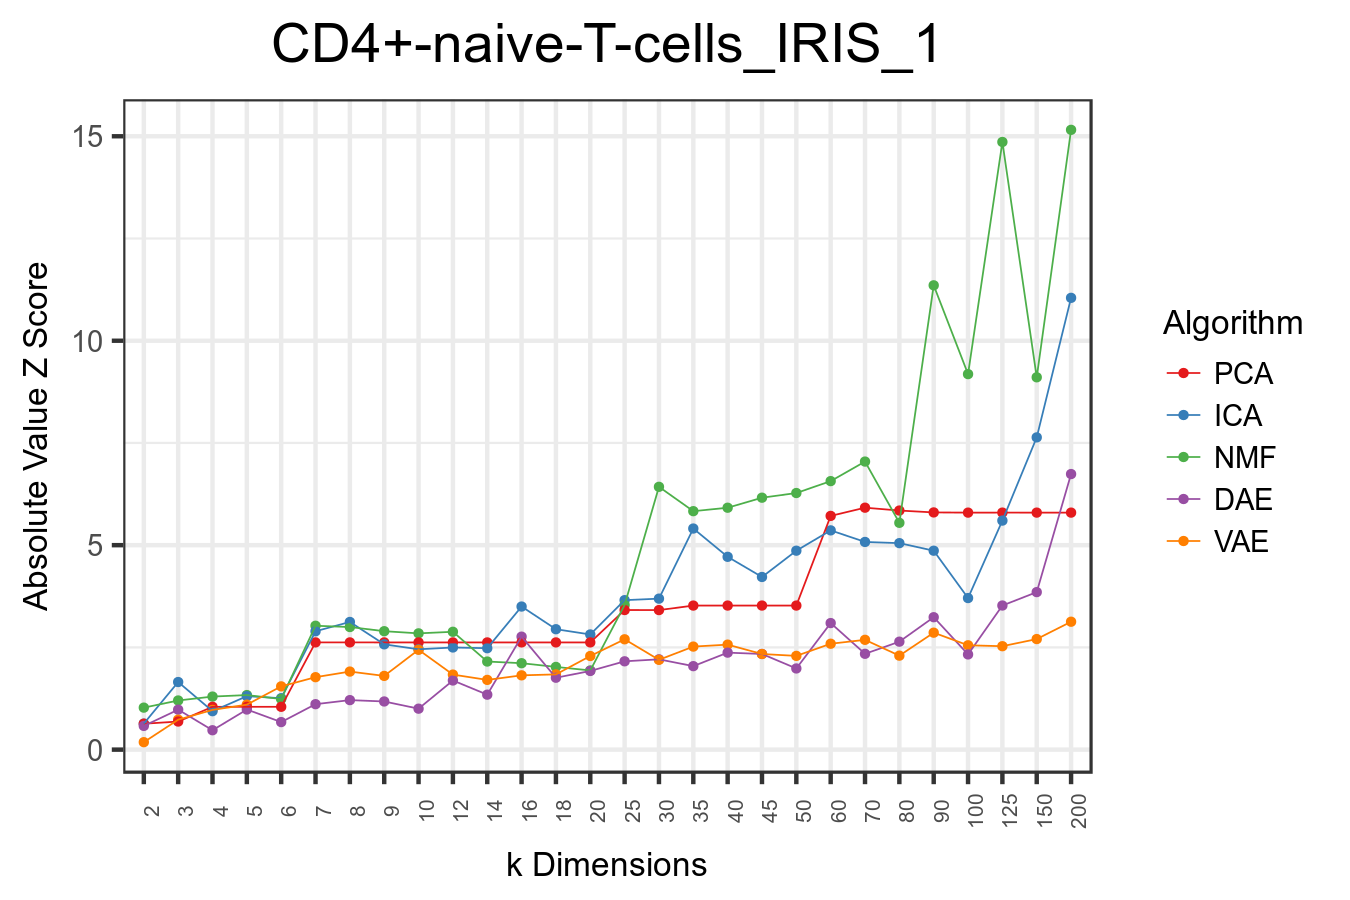 CD4+-naive-T-cells_IRIS_1
Absolute Value Z Score
15
10
5
0
2 3 4 5 6 7 8 9 10 12 14 16 18 20 25 30 35 40 45 50 60 70 80 90 100 125 150 200
k Dimensions
Algorithm
PCA
ICA
NMF
DAE
VAE